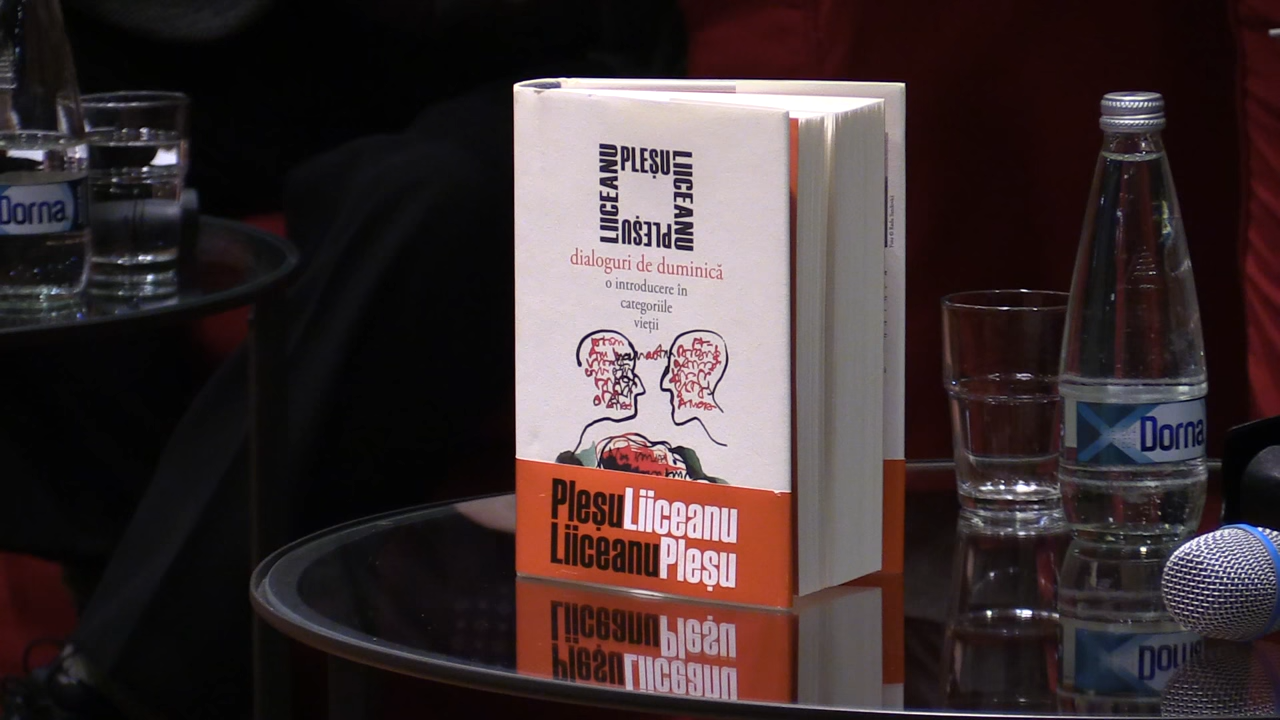 PLEȘU
LIICEANU
LIICEANU
PLEȘU
dialoguri de duminică
o introducere în
categoriile
vieții
PleșuLiiceanu
LiiceanuPleșu
Dorna
Dorna